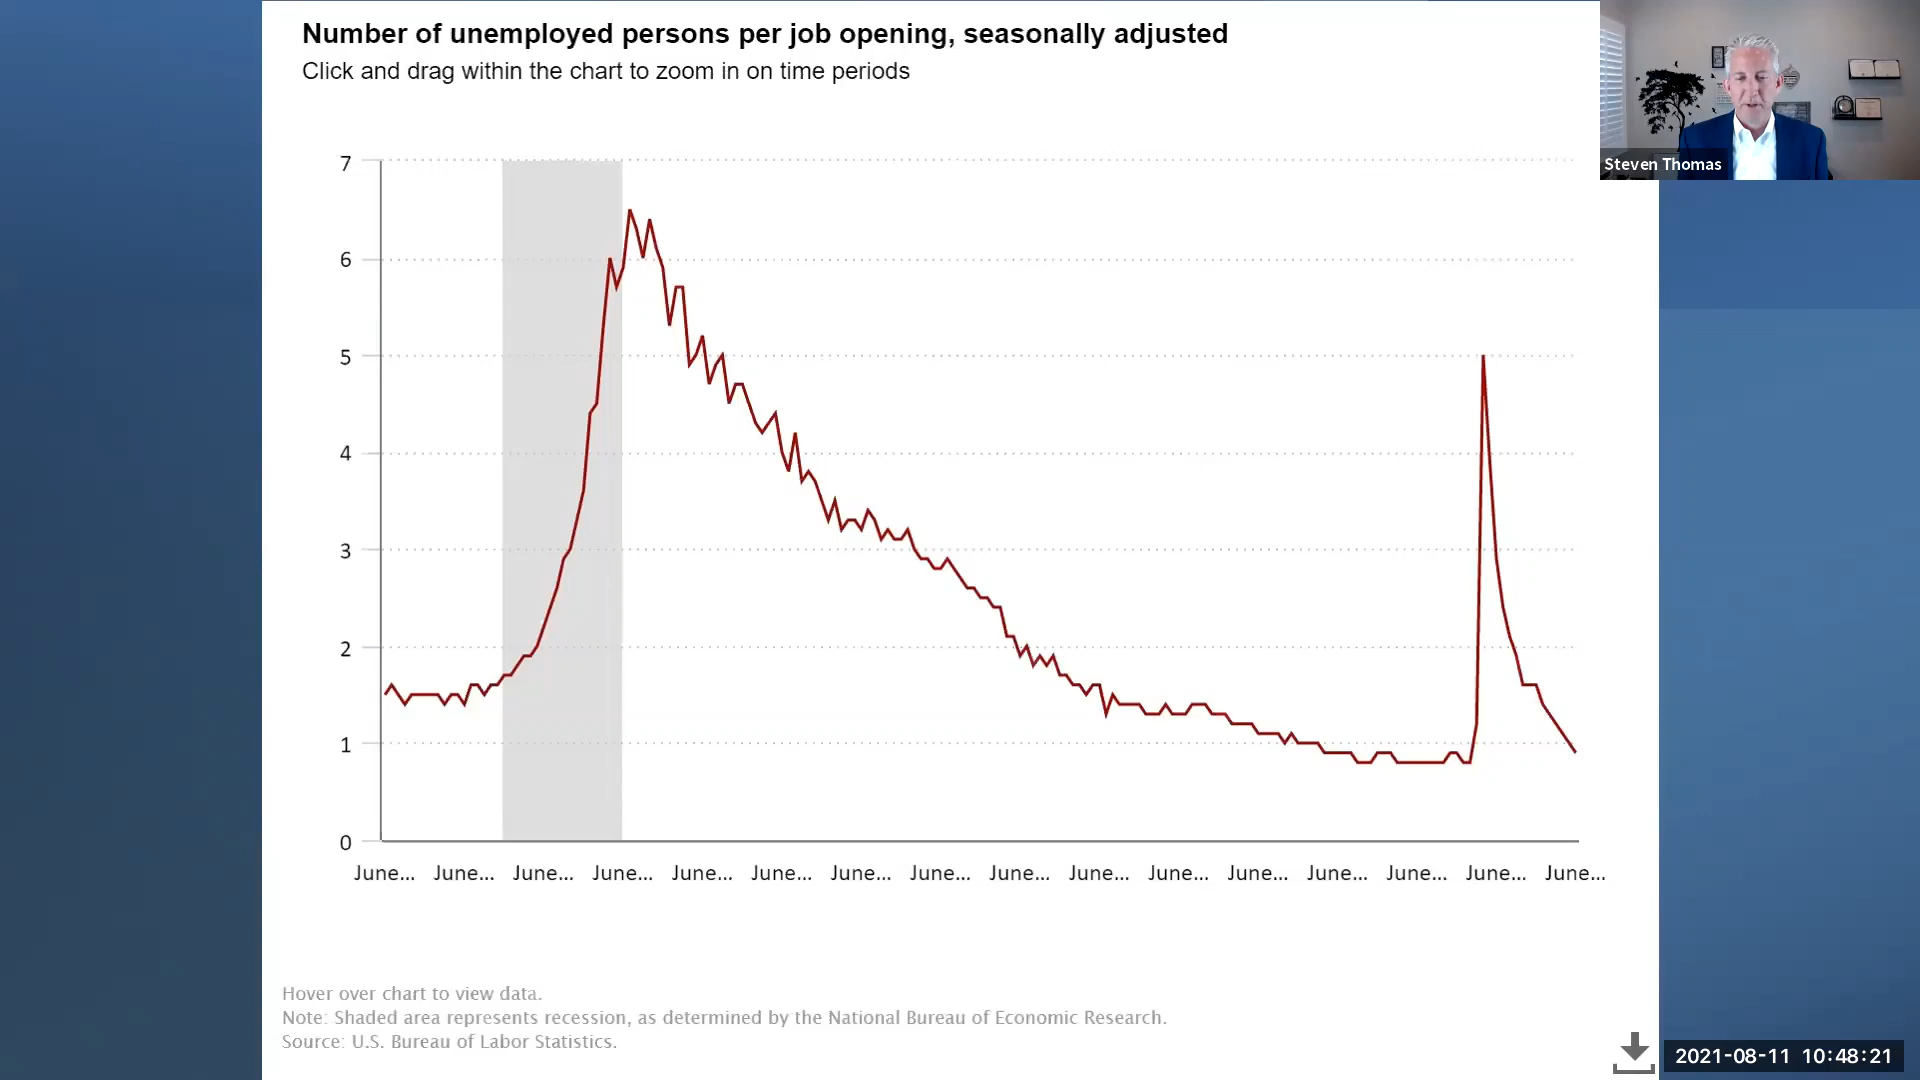 Number of unemployed persons per job opening, seasonally adjusted
Click and drag within the chart to zoom in on time periods
Steven Thomas
7
6
5
4
3
2
1
0
June... June... June... June... June... June... June... June... June... June... June... June... June... June... June... June...
Hover over chart to view data.
Note: Shaded area represents recession, as determined by the National Bureau of Economic Research.
Source: U.S. Bureau of Labor Statistics.
2021-08-11 10:48:21